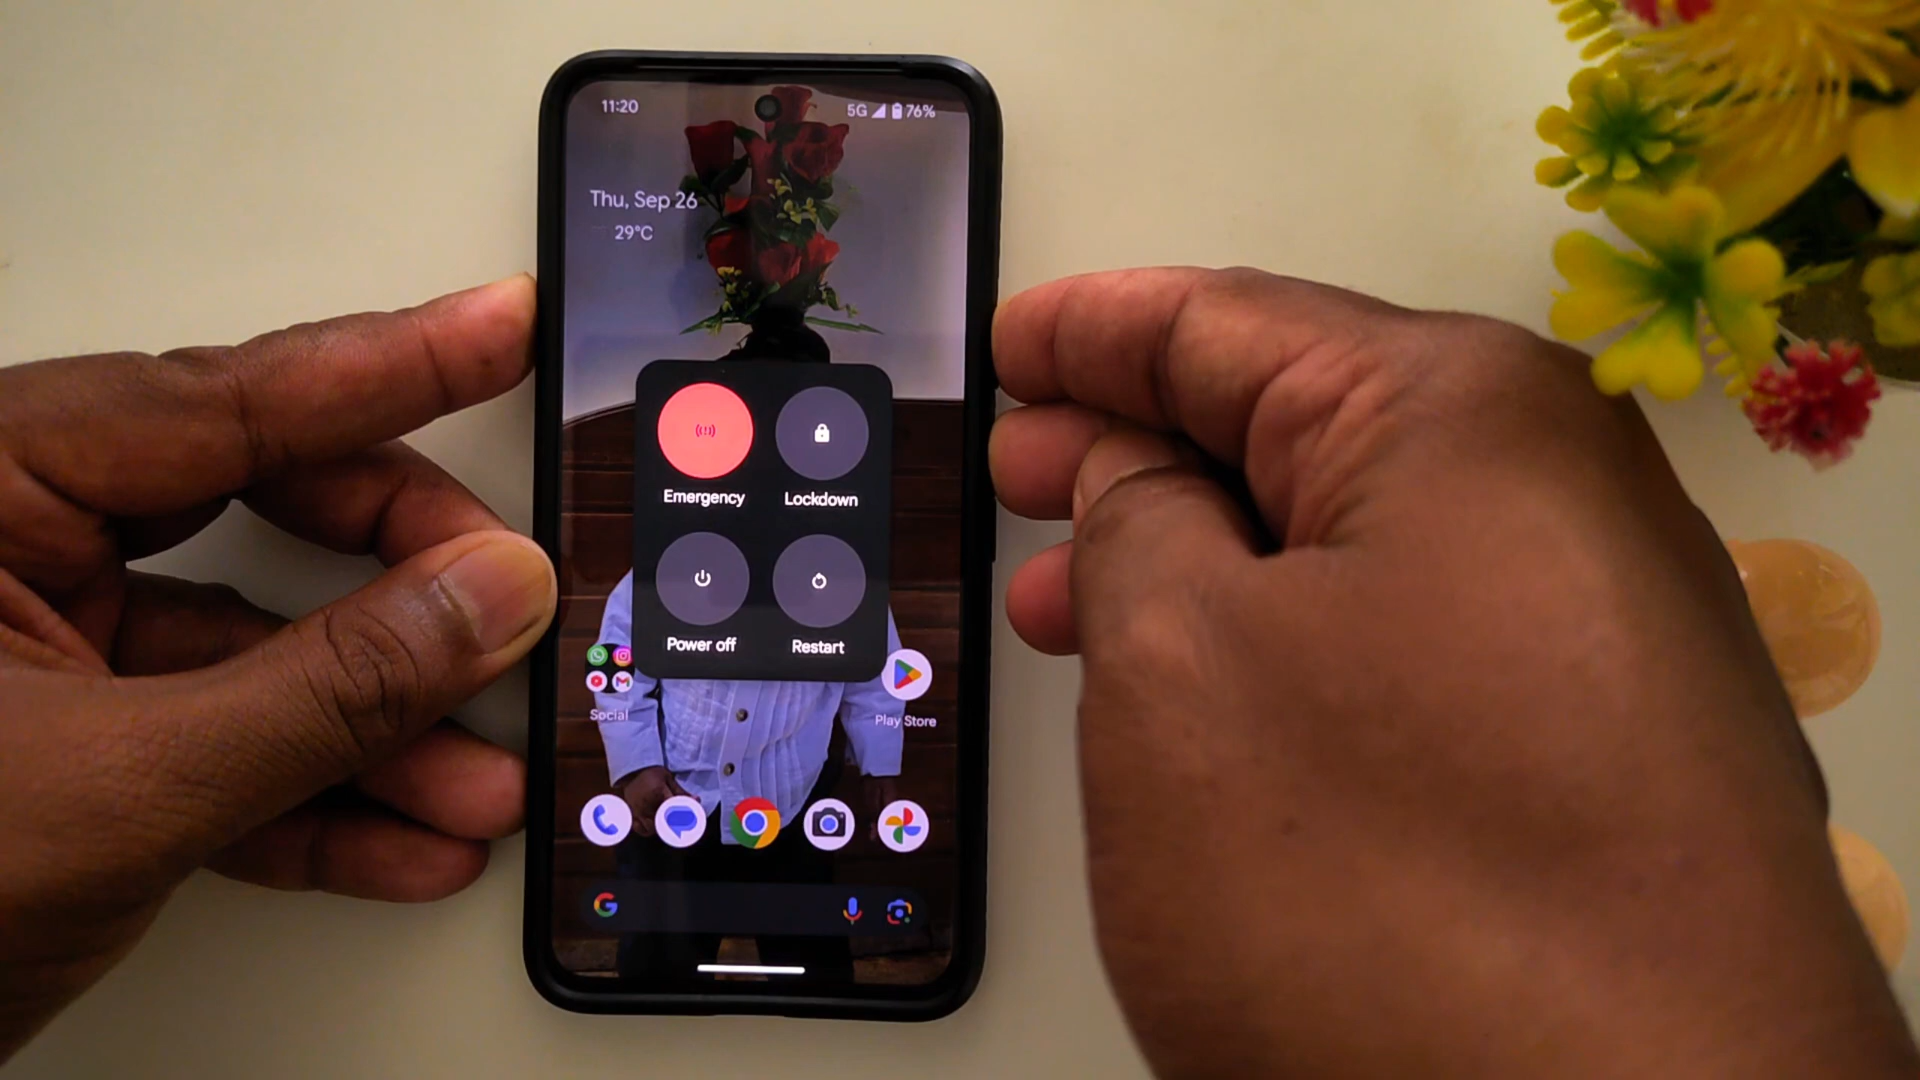 11:20
5G 76%
Thu, Sep 26
29°C
Emergency
Lockdown
Power off
Restart
Social
Play Store